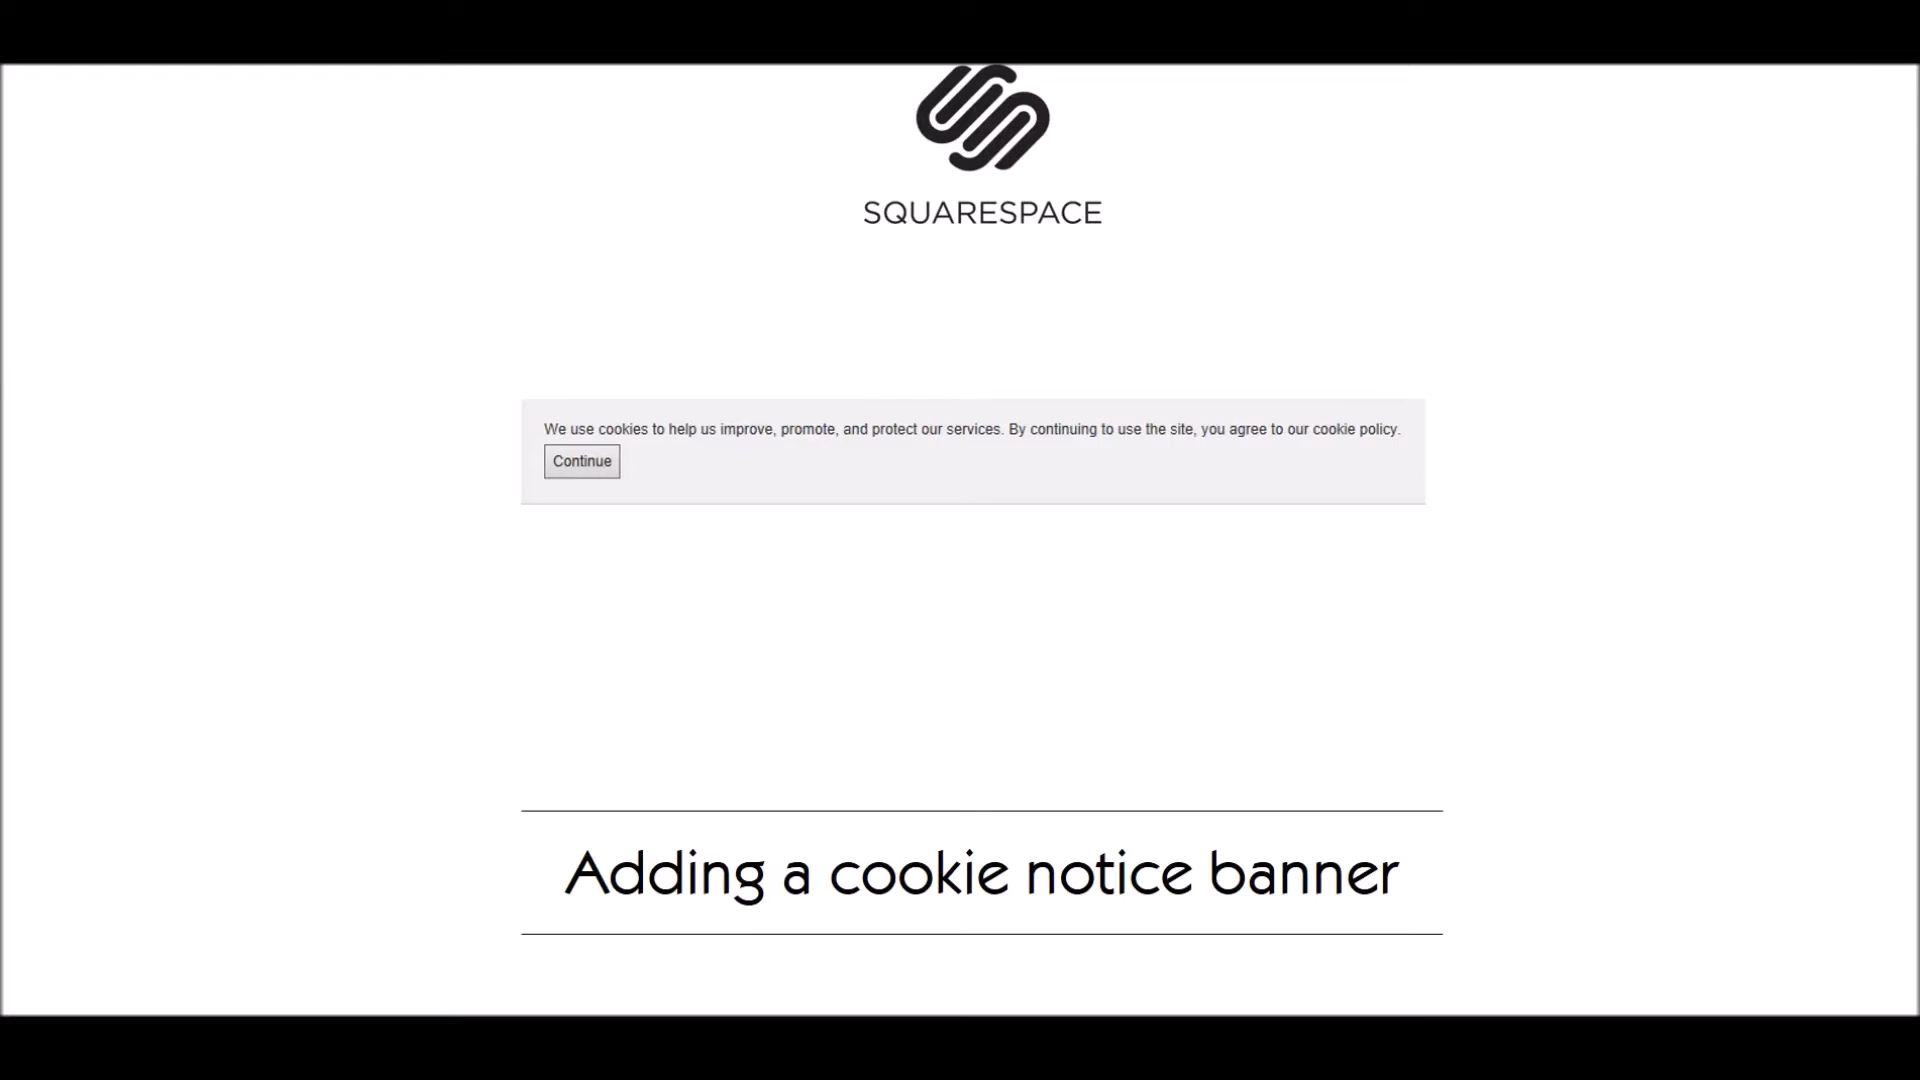 SQUARESPACE
We use cookies to help us improve, promote, and protect our services. By continuing to use the site, you agree to our cookie policy.
Continue
Adding a cookie notice banner